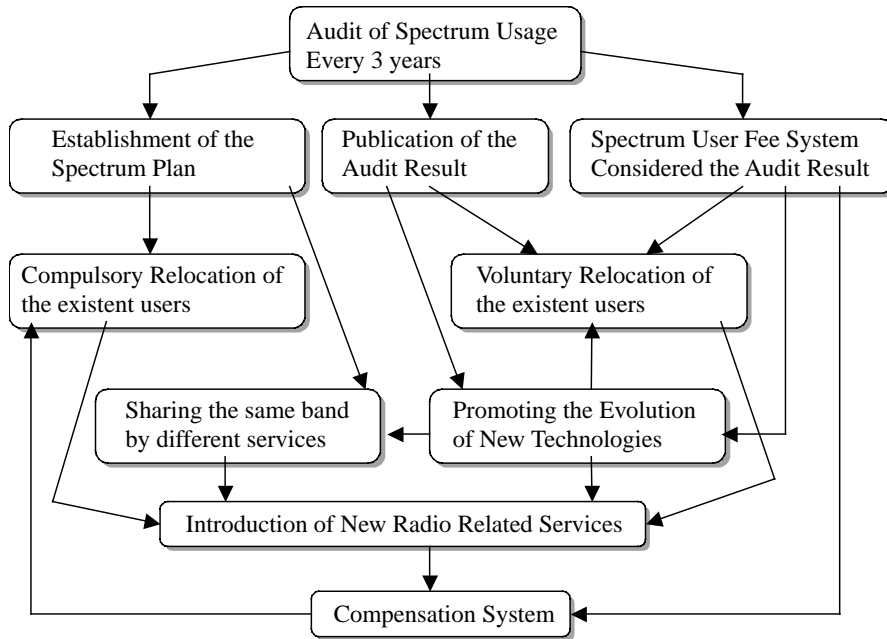 Audit of Spectrum Usage
Every 3 years
Establishment of the
Spectrum Plan
Publication of the
Audit Result
Spectrum User Fee System
Considered the Audit Result
Compulsory Relocation of
the existent users
Voluntary Relocation of
the existent users
Sharing the same band
by different services
Promoting the Evolution
of New Technologies
Introduction of New Radio Related Services
Compensation System